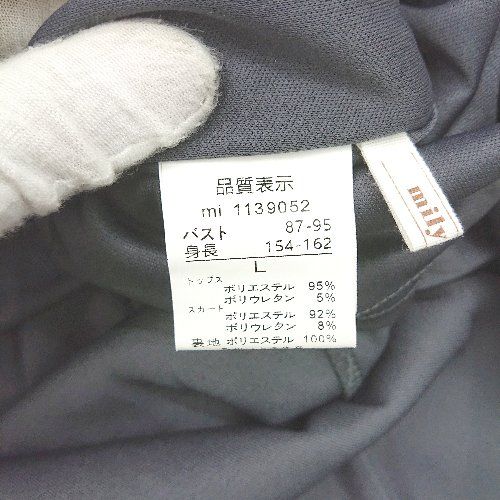 品質表示
mi 1139052
バスト 87-95
身長 154-162
L
トップス
ポリエステル 95%
ポリウレタン 5%
スカート
ポリエステル 92%
ポリウレタン 8%
裏地 ポリエステル 100%
mily